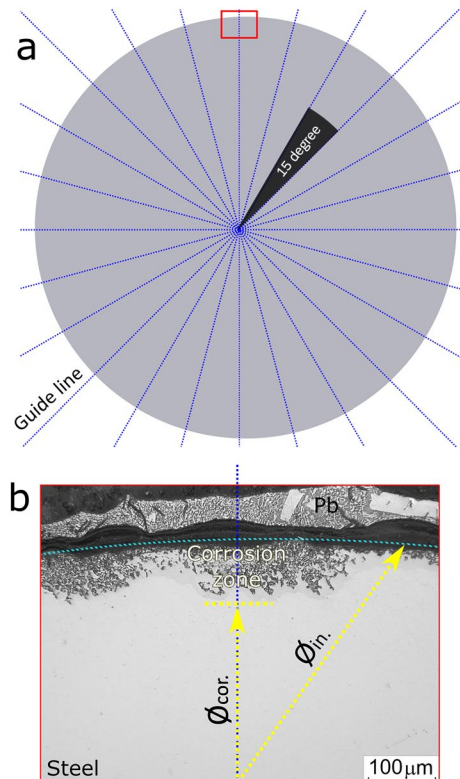 a
15 degree
Guide line
b
Pb
Corrosion
zone
Øin.
Øcor.
Steel
100μm